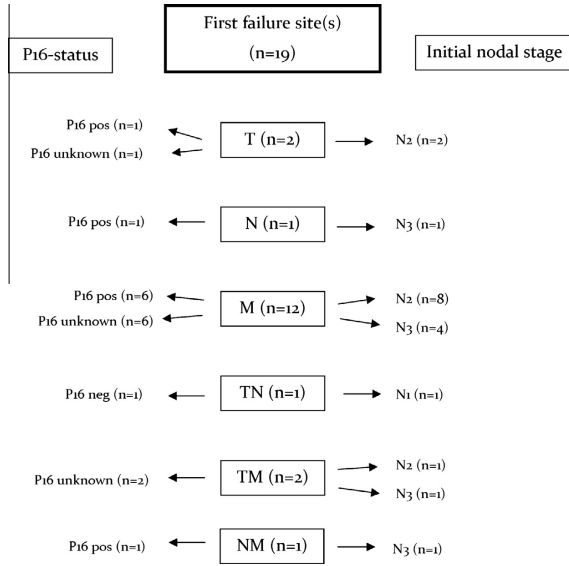 First failure site(s)
(n=19)
P16-status
Initial nodal stage
P16 pos (n=1)
P16 unknown (n=1)
T (n=2)
N2 (n=2)
P16 pos (n=1)
N (n=1)
N3 (n=1)
P16 pos (n=6)
P16 unknown (n=6)
M (n=12)
N2 (n=8)
N3 (n=4)
P16 neg (n=1)
TN (n=1)
N1 (n=1)
P16 unknown (n=2)
TM (n=2)
N2 (n=1)
N3 (n=1)
P16 pos (n=1)
NM (n=1)
N3 (n=1)